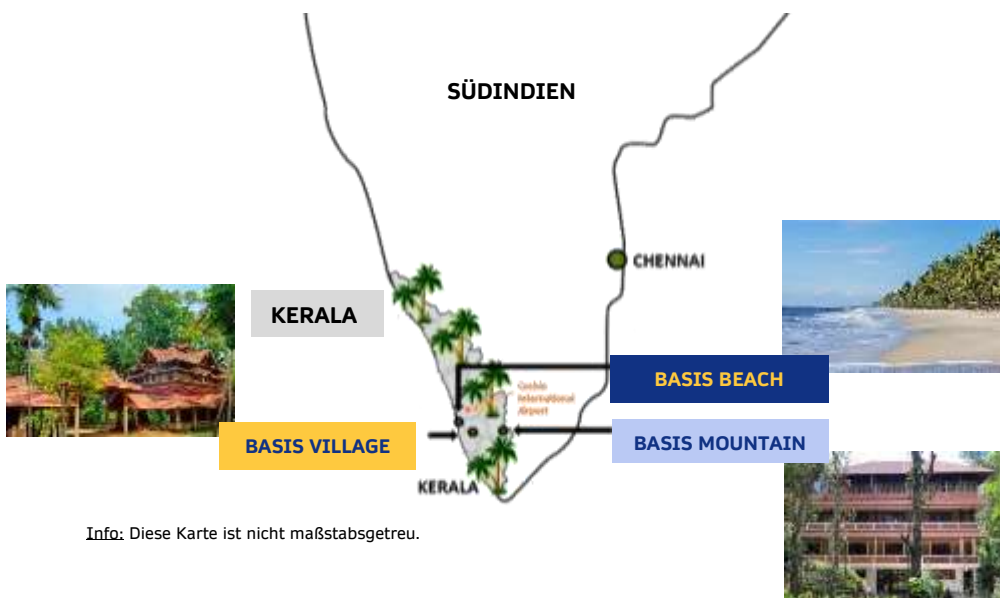 SÜDINDIEN
CHENNAI
KERALA
BASIS BEACH
Cochin
International
Airport
BASIS VILLAGE
BASIS MOUNTAIN
KERALA
Info: Diese Karte ist nicht maßstabsgetreu.